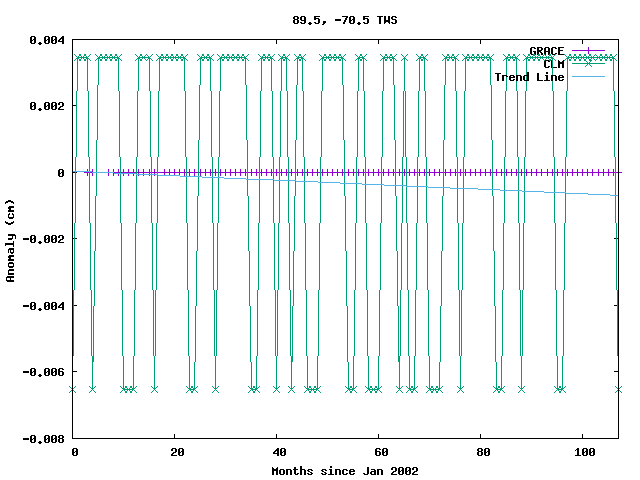 89.5, -70.5 TWS
GRACE
CLM
Trend Line
0.004
0.002
0
-0.002
-0.004
-0.006
-0.008
Anomaly (cm)
0 20 40 60 80 100
Months since Jan 2002